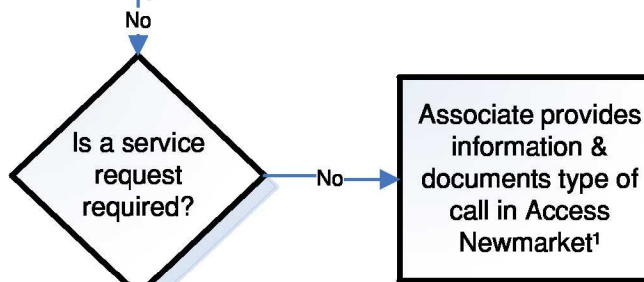 No
Is a service
request
required?
No
Associate provides
information &
documents type of
call in Access
Newmarket¹